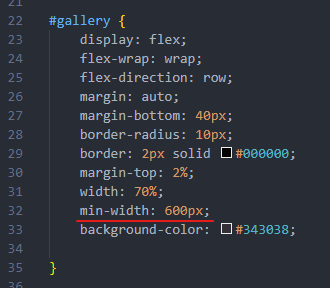 21
22 #gallery {
23 display: flex;
24 flex-wrap: wrap;
25 flex-direction: row;
26 margin: auto;
27 margin-bottom: 40px;
28 border-radius: 10px;
29 border: 2px solid #000000;
30 margin-top: 2%;
31 width: 70%;
32 min-width: 600px;
33 background-color: #343038;
34
35 }